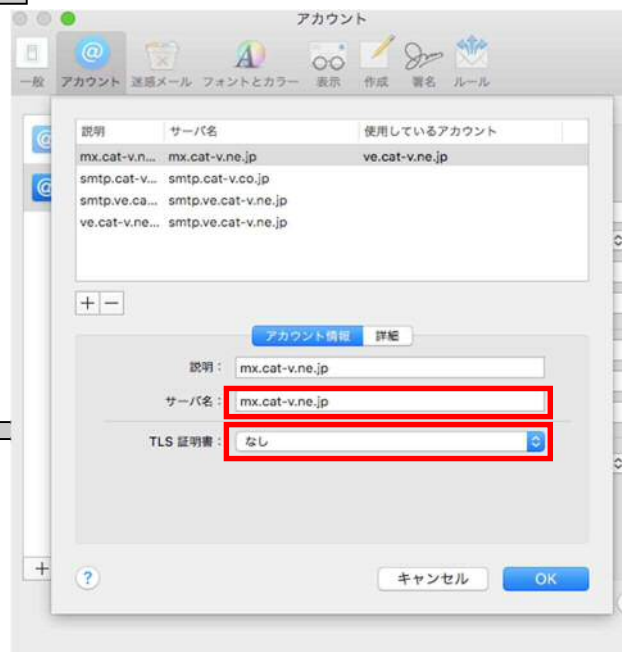 アカウント
一般 アカウント 迷惑メール フォントとカラー 表示 作成 署名 ルール
説明 サーバ名 使用しているアカウント
mx.cat-v.n... mx.cat-v.ne.jp ve.cat-v.ne.jp
smtp.cat-v... smtp.cat-v.co.jp
smtp.ve.ca... smtp.ve.cat-v.ne.jp
ve.cat-v.ne... smtp.ve.cat-v.ne.jp
+ −
アカウント情報 詳細
説明： mx.cat-v.ne.jp
サーバ名： mx.cat-v.ne.jp
TLS 証明書： なし
+
? キャンセル OK